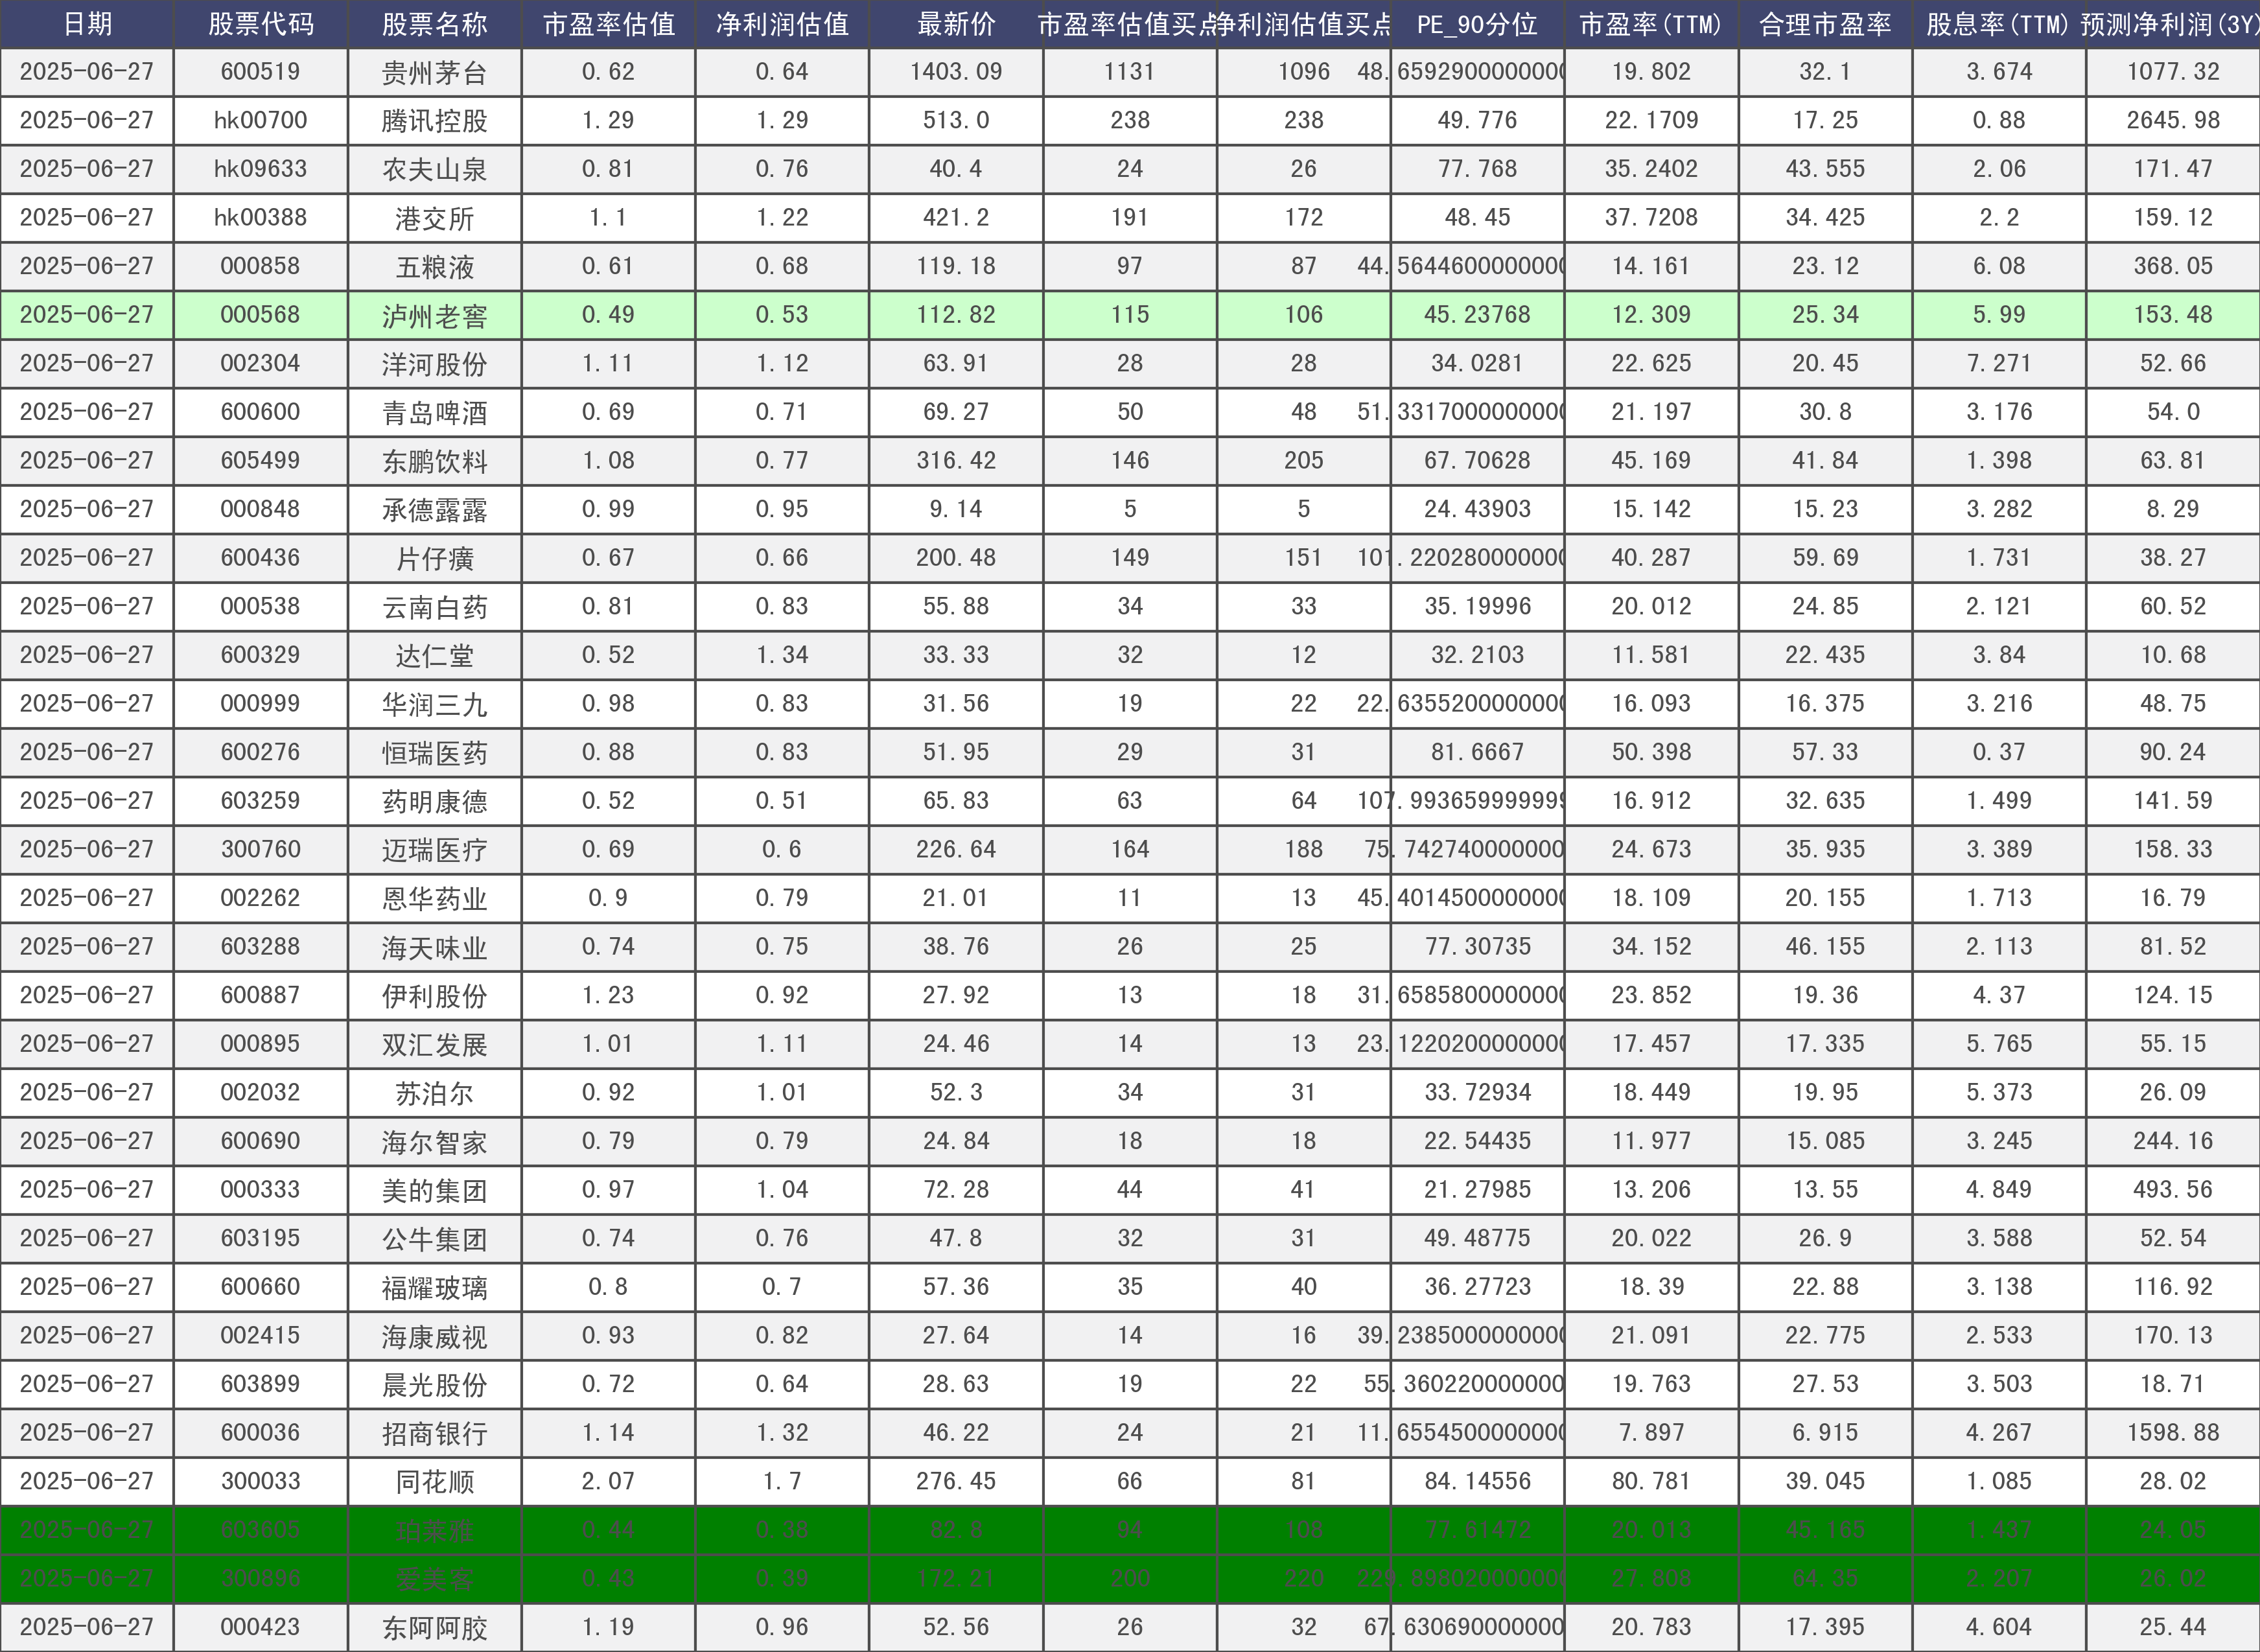 日期 股票代码 股票名称 市盈率估值 净利润估值 最新价 市盈率估值买点 净利润估值买点 PE_90分位 市盈率(TTM) 合理市盈率 股息率(TTM) 预测净利润(3Y)
2025-06-27 600519 贵州茅台 0.62 0.64 1403.09 1131 1096 48.6592900000000 19.802 32.1 3.674 1077.32
2025-06-27 hk00700 腾讯控股 1.29 1.29 513.0 238 238 49.776 22.1709 17.25 0.88 2645.98
2025-06-27 hk09633 农夫山泉 0.81 0.76 40.4 24 26 77.768 35.2402 43.555 2.06 171.47
2025-06-27 hk00388 港交所 1.1 1.22 421.2 191 172 48.45 37.7208 34.425 2.2 159.12
2025-06-27 000858 五粮液 0.61 0.68 119.18 97 87 44.5644600000000 14.161 23.12 6.08 368.05
2025-06-27 000568 泸州老窖 0.49 0.53 112.82 115 106 45.23768 12.309 25.34 5.99 153.48
2025-06-27 002304 洋河股份 1.11 1.12 63.91 28 28 34.0281 22.625 20.45 7.271 52.66
2025-06-27 600600 青岛啤酒 0.69 0.71 69.27 50 48 51.3317000000000 21.197 30.8 3.176 54.0
2025-06-27 605499 东鹏饮料 1.08 0.77 316.42 146 205 67.70628 45.169 41.84 1.398 63.81
2025-06-27 000848 承德露露 0.99 0.95 9.14 5 5 24.43903 15.142 15.23 3.282 8.29
2025-06-27 600436 片仔癀 0.67 0.66 200.48 149 151 101.220280000000 40.287 59.69 1.731 38.27
2025-06-27 000538 云南白药 0.81 0.83 55.88 34 33 35.19996 20.012 24.85 2.121 60.52
2025-06-27 600329 达仁堂 0.52 1.34 33.33 32 12 32.2103 11.581 22.435 3.84 10.68
2025-06-27 000999 华润三九 0.98 0.83 31.56 19 22 22.6355200000000 16.093 16.375 3.216 48.75
2025-06-27 600276 恒瑞医药 0.88 0.83 51.95 29 31 81.6667 50.398 57.33 0.37 90.24
2025-06-27 603259 药明康德 0.52 0.51 65.83 63 64 107.993659999999 16.912 32.635 1.499 141.59
2025-06-27 300760 迈瑞医疗 0.69 0.6 226.64 164 188 75.742740000000 24.673 35.935 3.389 158.33
2025-06-27 002262 恩华药业 0.9 0.79 21.01 11 13 45.4014500000000 18.109 20.155 1.713 16.79
2025-06-27 603288 海天味业 0.74 0.75 38.76 26 25 77.30735 34.152 46.155 2.113 81.52
2025-06-27 600887 伊利股份 1.23 0.92 27.92 13 18 31.6585800000000 23.852 19.36 4.37 124.15
2025-06-27 000895 双汇发展 1.01 1.11 24.46 14 13 23.1220200000000 17.457 17.335 5.765 55.15
2025-06-27 002032 苏泊尔 0.92 1.01 52.3 34 31 33.72934 18.449 19.95 5.373 26.09
2025-06-27 600690 海尔智家 0.79 0.79 24.84 18 18 22.54435 11.977 15.085 3.245 244.16
2025-06-27 000333 美的集团 0.97 1.04 72.28 44 41 21.27985 13.206 13.55 4.849 493.56
2025-06-27 603195 公牛集团 0.74 0.76 47.8 32 31 49.48775 20.022 26.9 3.588 52.54
2025-06-27 600660 福耀玻璃 0.8 0.7 57.36 35 40 36.27723 18.39 22.88 3.138 116.92
2025-06-27 002415 海康威视 0.93 0.82 27.64 14 16 39.2385000000000 21.091 22.775 2.533 170.13
2025-06-27 603899 晨光股份 0.72 0.64 28.63 19 22 55.360220000000 19.763 27.53 3.503 18.71
2025-06-27 600036 招商银行 1.14 1.32 46.22 24 21 11.6554500000000 7.897 6.915 4.267 1598.88
2025-06-27 300033 同花顺 2.07 1.7 276.45 66 81 84.14556 80.781 39.045 1.085 28.02
2025-06-27 603605 珀莱雅 0.44 0.38 82.8 94 108 77.81472 20.013 45.165 1.437 24.05
2025-06-27 300896 爱美客 0.43 0.39 172.21 200 220 229.898020000000 27.808 64.35 2.207 26.02
2025-06-27 000423 东阿阿胶 1.19 0.96 52.56 26 32 67.630690000000 20.783 17.395 4.604 25.44